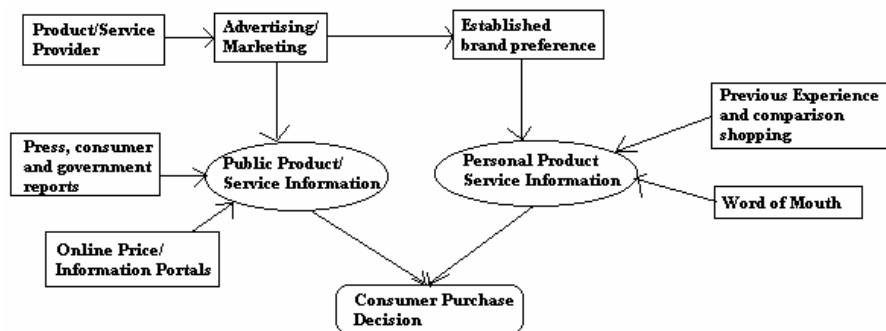 Product/Service
Provider
Advertising/
Marketing
Established
brand preference
Previous Experience
and comparison
shopping
Press, consumer
and government
reports
Public Product/
Service Information
Personal Product
Service Information
Word of Mouth
Online Price/
Information Portals
Consumer Purchase
Decision